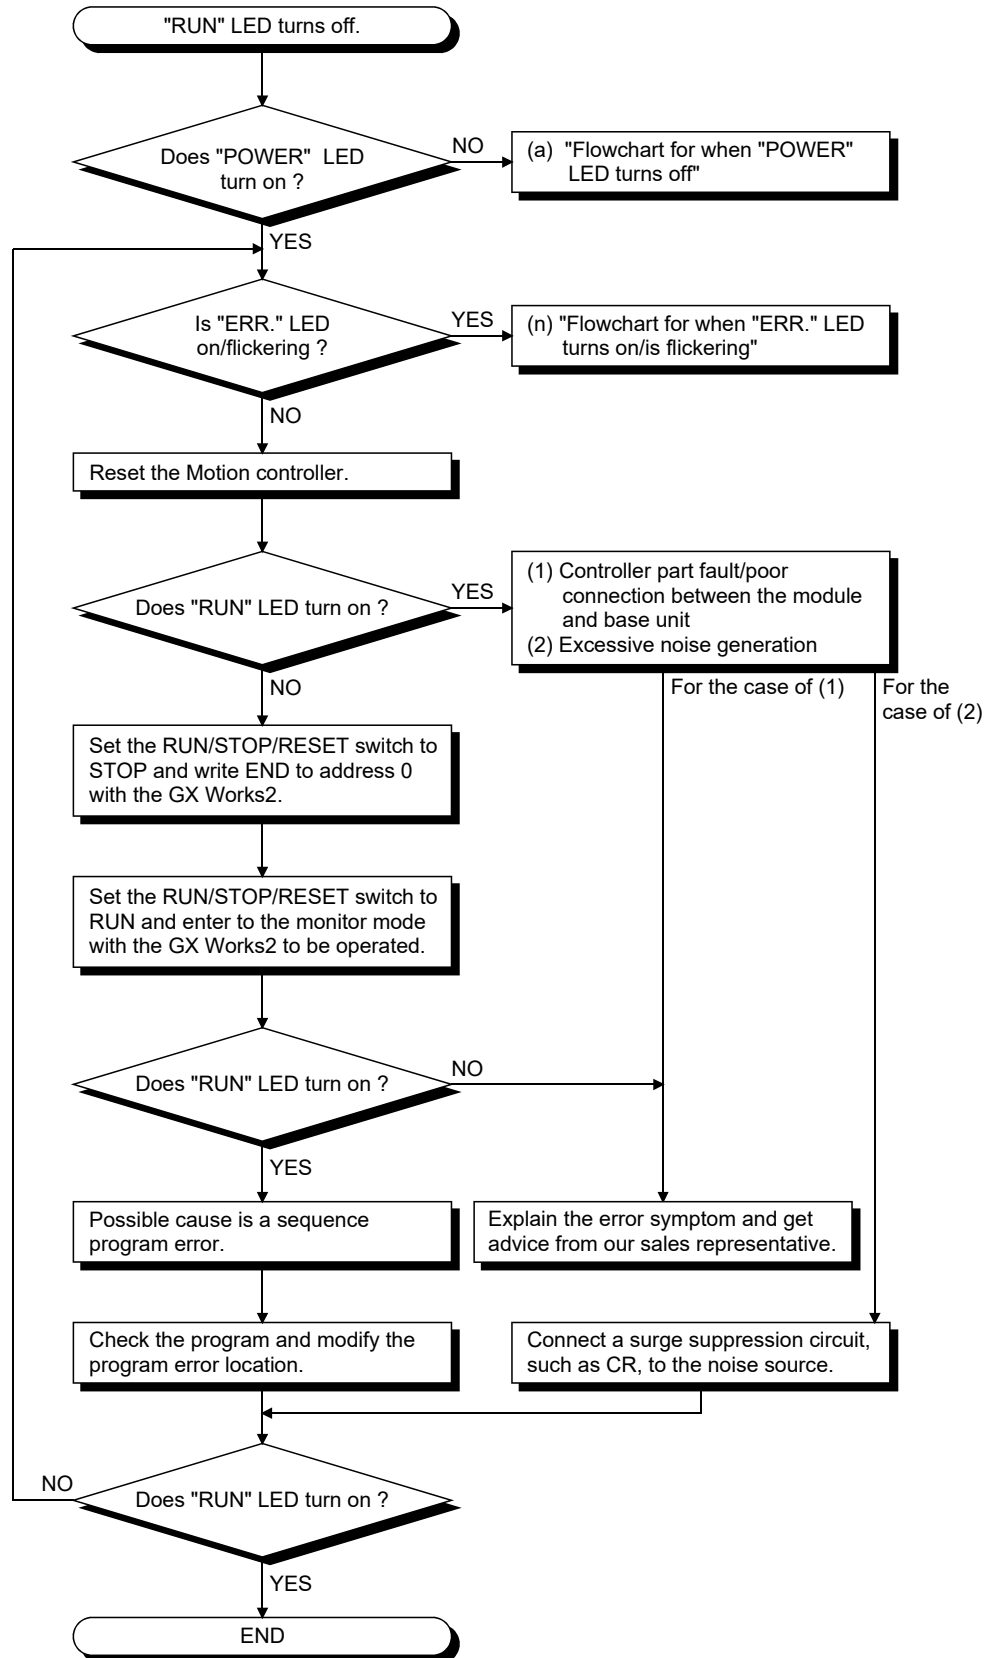 "RUN" LED turns off.
Does "POWER" LED
turn on ?
NO
(a) "Flowchart for when "POWER"
LED turns off"
YES
Is "ERR." LED
on/flickering ?
YES
(n) "Flowchart for when "ERR." LED
turns on/is flickering"
NO
Reset the Motion controller.
Does "RUN" LED turn on ?
YES
(1) Controller part fault/poor
connection between the module
and base unit
(2) Excessive noise generation
NO
For the case of (1)
For the
case of (2)
Set the RUN/STOP/RESET switch to
STOP and write END to address 0
with the GX Works2.
Set the RUN/STOP/RESET switch to
RUN and enter to the monitor mode
with the GX Works2 to be operated.
Does "RUN" LED turn on ?
NO
YES
Possible cause is a sequence
program error.
Explain the error symptom and get
advice from our sales representative.
Check the program and modify the
program error location.
Connect a surge suppression circuit,
such as CR, to the noise source.
NO
Does "RUN" LED turn on ?
YES
END